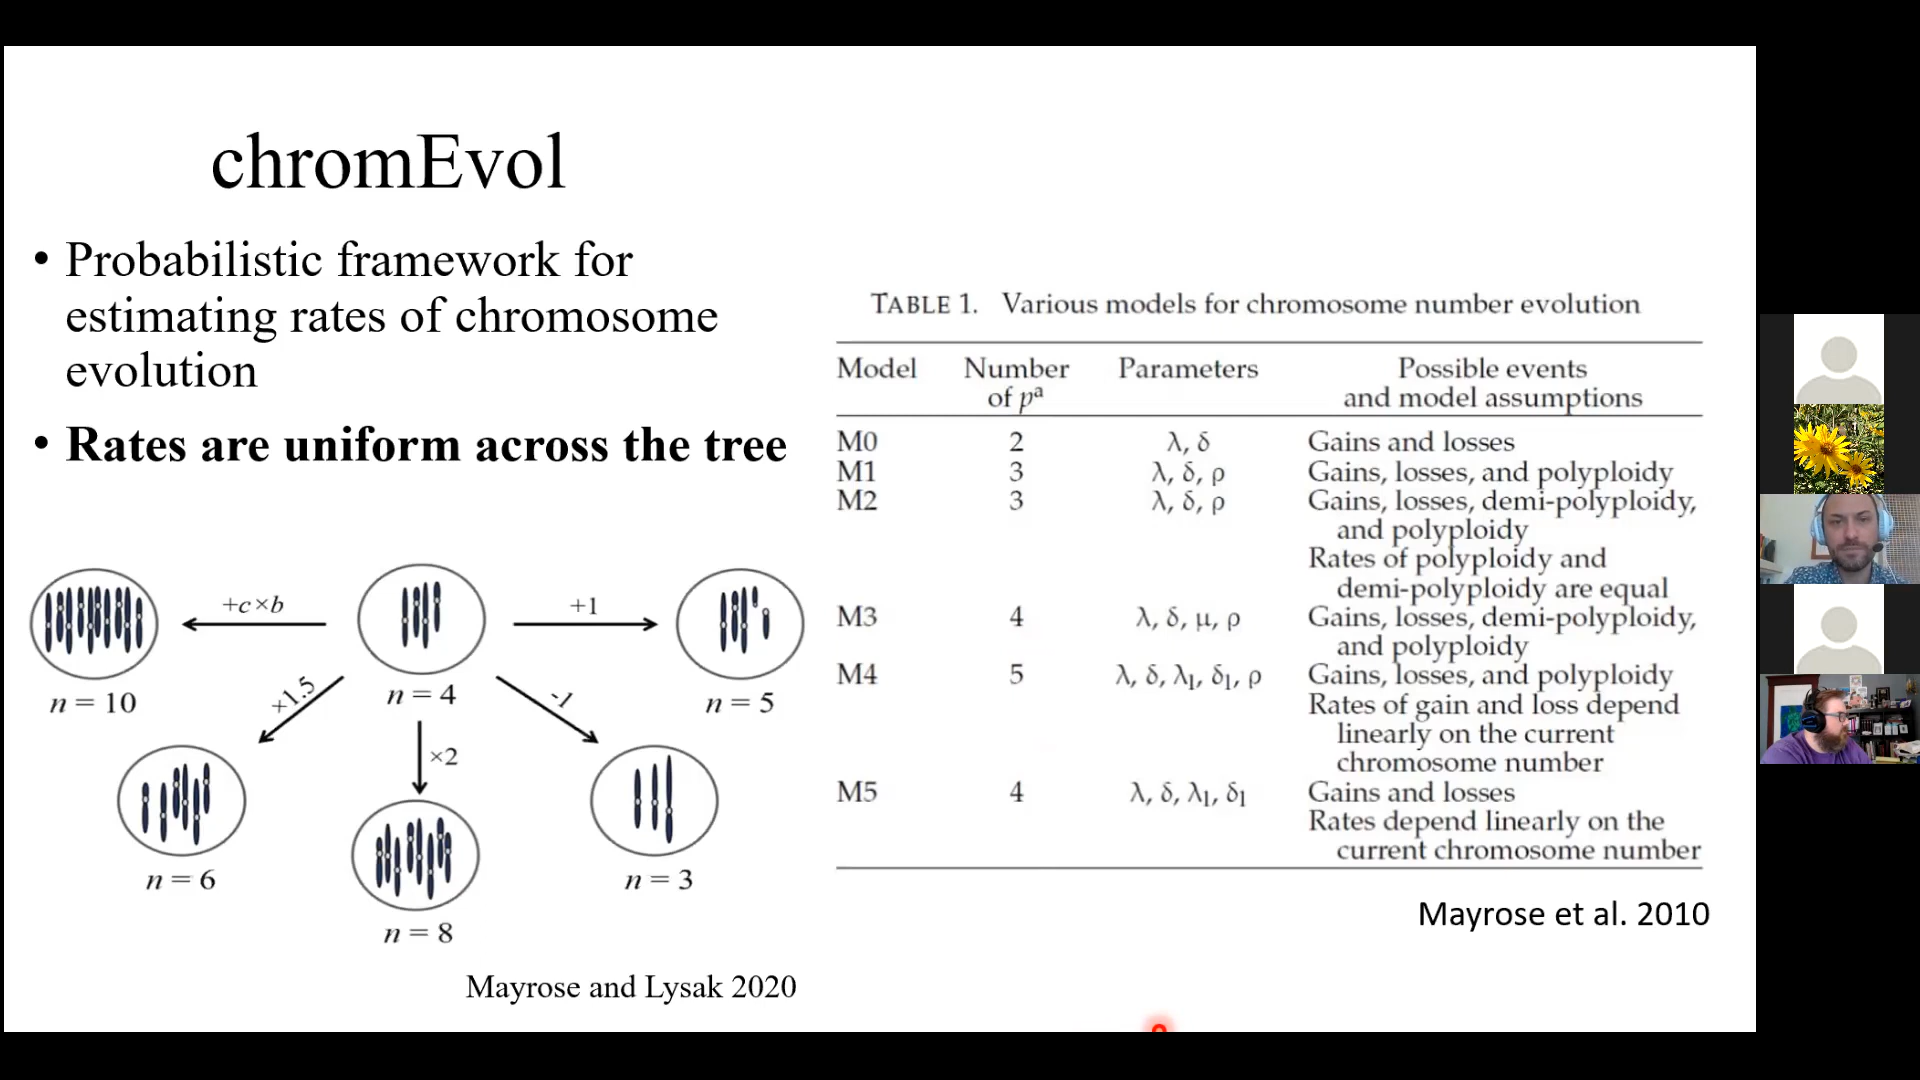 chromEvol
• Probabilistic framework for
estimating rates of chromosome
evolution
• Rates are uniform across the tree
+c×b
+1
n = 10
n = 4
n = 5
+1.5
-1
×2
n = 6
n = 3
n = 8
Mayrose and Lysak 2020
TABLE 1. Various models for chromosome number evolution
Model Number Parameters Possible events
of pᵃ and model assumptions
M0 2 λ, δ Gains and losses
M1 3 λ, δ, ρ Gains, losses, and polyploidy
M2 3 λ, δ, ρ Gains, losses, demi-polyploidy,
and polyploidy
Rates of polyploidy and
demi-polyploidy are equal
M3 4 λ, δ, μ, ρ Gains, losses, demi-polyploidy,
and polyploidy
M4 5 λ, δ, λ₁, δ₁, ρ Gains, losses, and polyploidy
Rates of gain and loss depend
linearly on the current
chromosome number
M5 4 λ, δ, λ₁, δ₁ Gains and losses
Rates depend linearly on the
current chromosome number
Mayrose et al. 2010